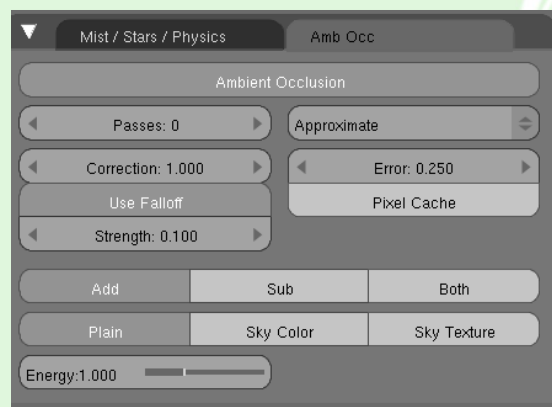 Mist / Stars / Physics Amb Occ
Ambient Occlusion
Passes: 0 Approximate
Correction: 1.000 Error: 0.250
Use Falloff Pixel Cache
Strength: 0.100
Add Sub Both
Plain Sky Color Sky Texture
Energy:1.000